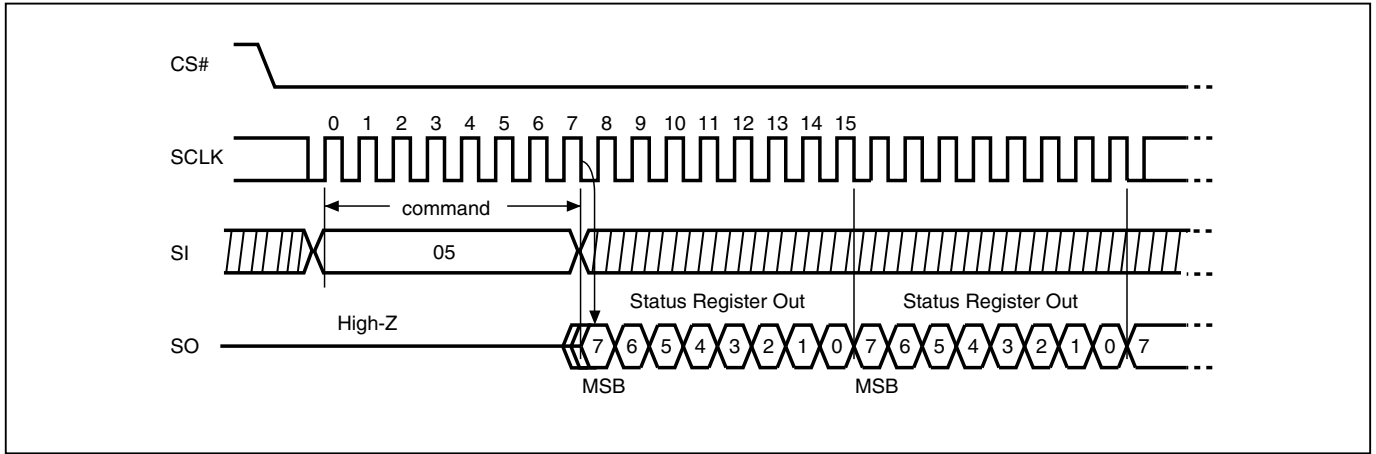 CS#
0 1 2 3 4 5 6 7 8 9 10 11 12 13 14 15
SCLK
command
SI
05
Status Register Out Status Register Out
High-Z
SO
7 6 5 4 3 2 1 0 7 6 5 4 3 2 1 0 7
MSB MSB